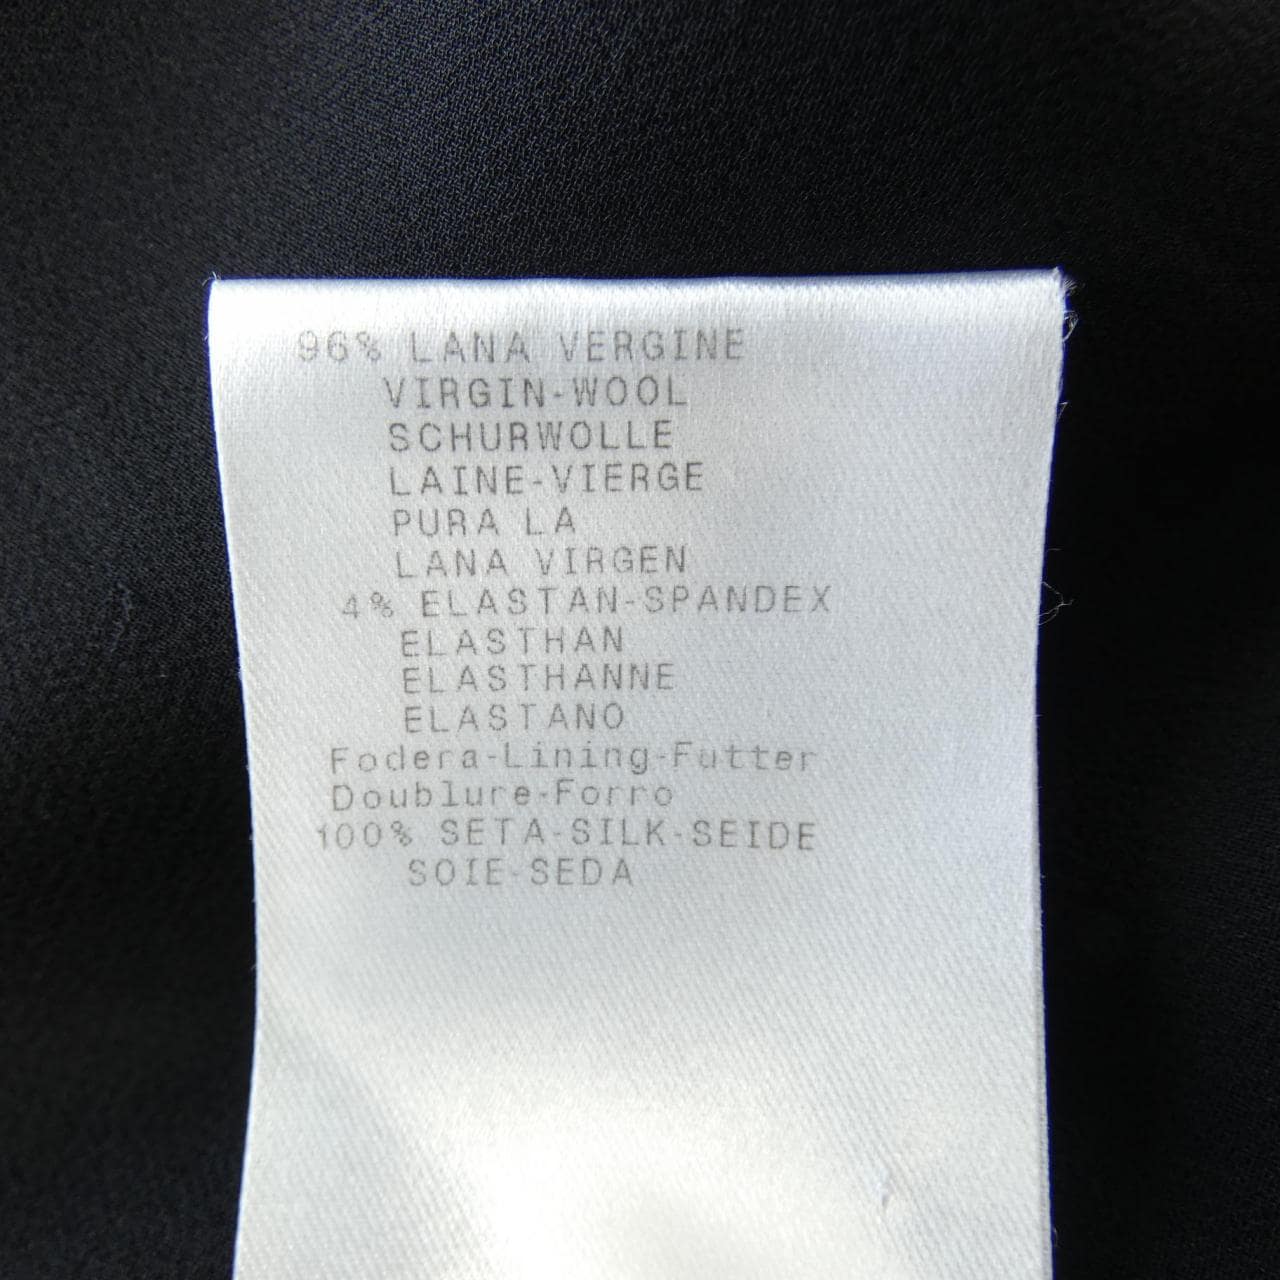 96% LANA VERGINE
VIRGIN-WOOL
SCHURWOLLE
LAINE-VIERGE
PURA LA
LANA VIRGEN
4% ELASTAN-SPANDEX
ELASTHAN
ELASTHANNE
ELASTANO
Fodera-Lining-Futter
Doublure-Forro
100% SETA-SILK-SEIDE
SOIE-SEDA